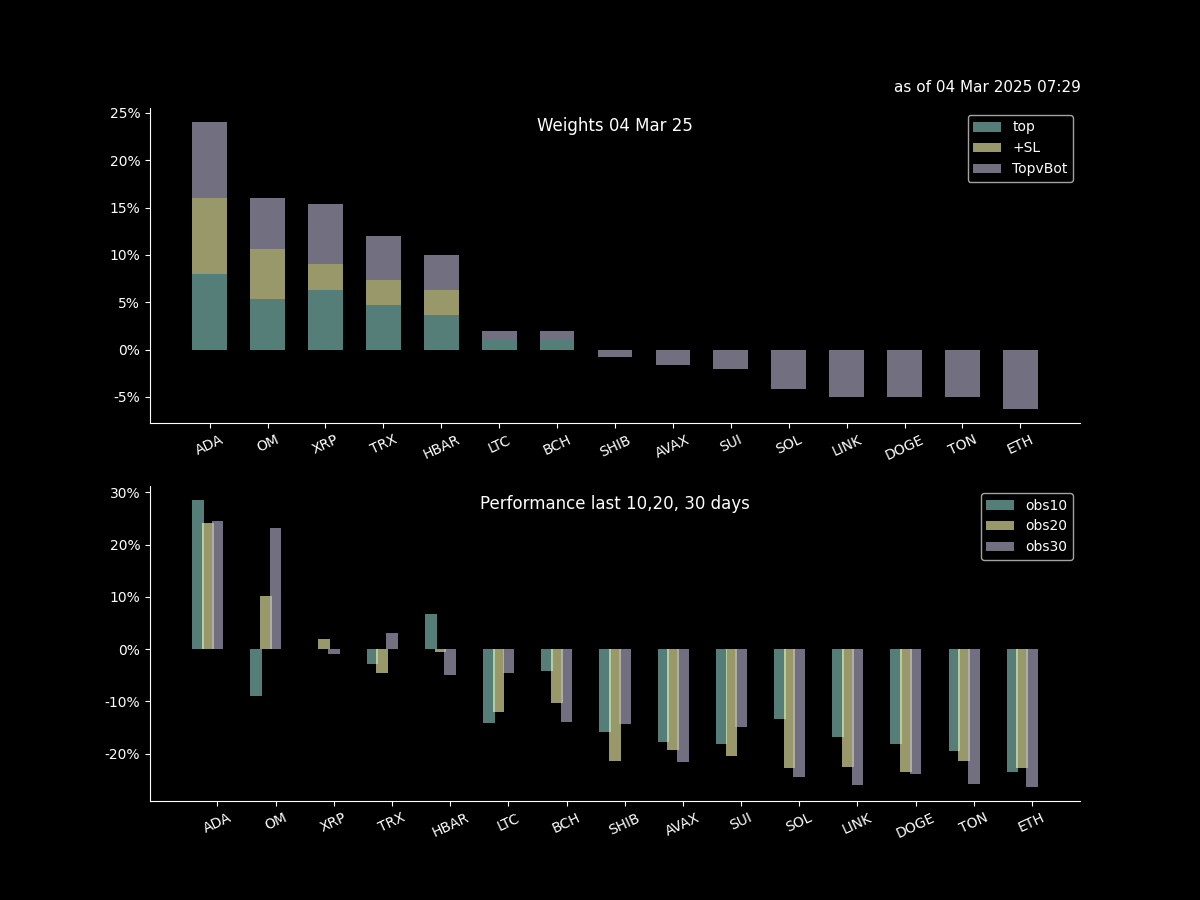 as of 04 Mar 2025 07:29
Weights 04 Mar 25
top
+SL
TopvBot
25%
20%
15%
10%
5%
0%
-5%
ADA OM XRP TRX HBAR LTC BCH SHIB AVAX SUI SOL LINK DOGE TON ETH
Performance last 10,20, 30 days
obs10
obs20
obs30
30%
20%
10%
0%
-10%
-20%
ADA OM XRP TRX HBAR LTC BCH SHIB AVAX SUI SOL LINK DOGE TON ETH